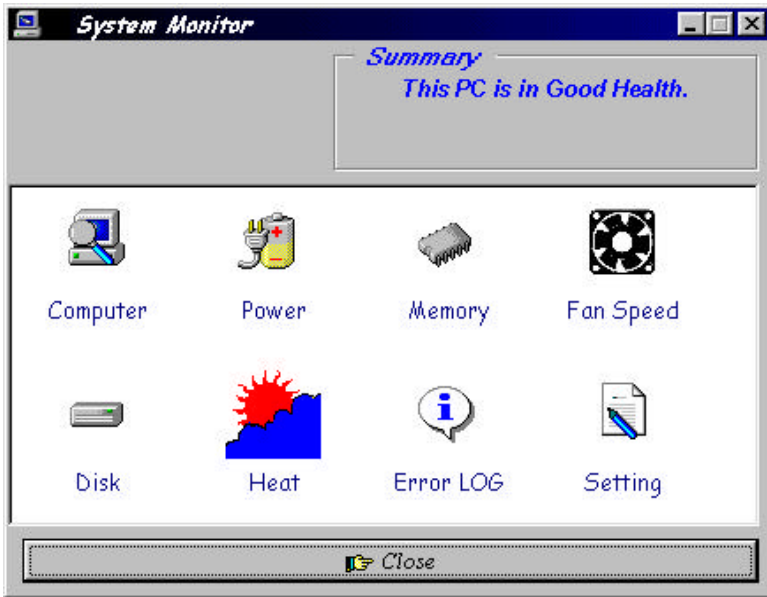 System Monitor
Summary
This PC is in Good Health.
Computer Power Memory Fan Speed
Disk Heat Error LOG Setting
Close